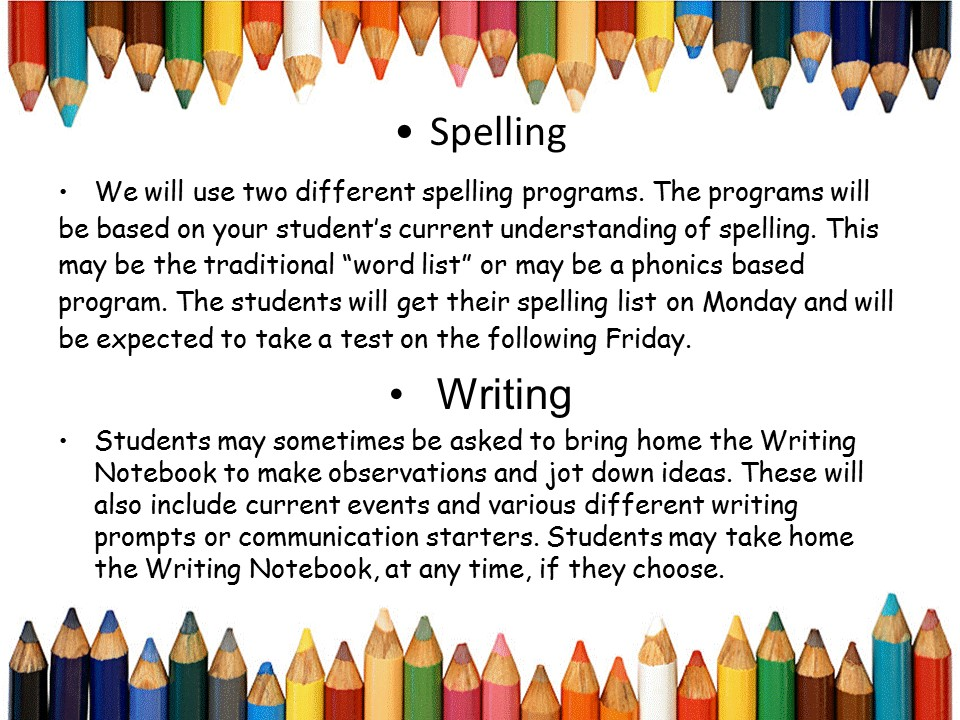 • Spelling
• We will use two different spelling programs. The programs will
be based on your student’s current understanding of spelling. This
may be the traditional “word list” or may be a phonics based
program. The students will get their spelling list on Monday and will
be expected to take a test on the following Friday.
• Writing
• Students may sometimes be asked to bring home the Writing
Notebook to make observations and jot down ideas. These will
also include current events and various different writing
prompts or communication starters. Students may take home
the Writing Notebook, at any time, if they choose.